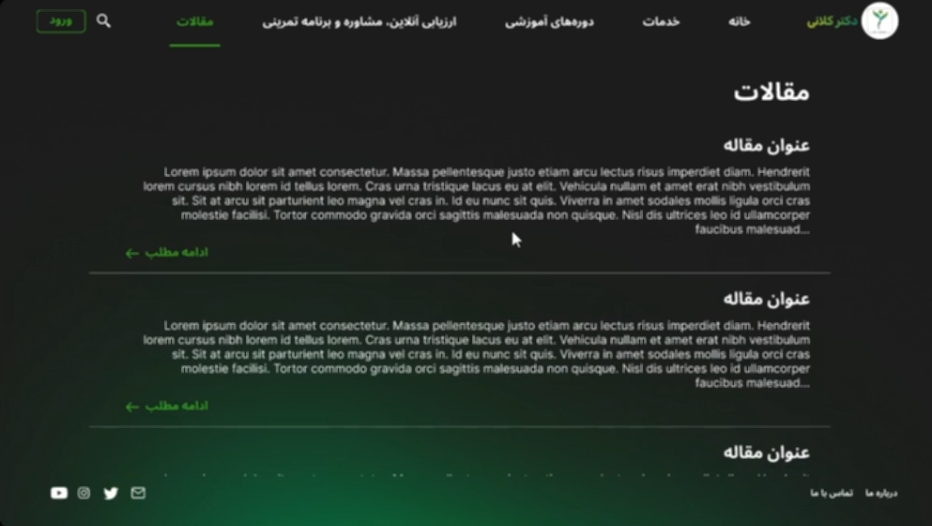 دکتر کلانی
خانه
خدمات
دوره‌های آموزشی
ارزیابی آنلاین، مشاوره و برنامه تمرینی
مقالات
ورود
مقالات
عنوان مقاله
Lorem ipsum dolor sit amet consectetur. Massa pellentesque justo etiam arcu lectus risus imperdiet diam. Hendrerit
lorem cursus nibh lorem id tellus lorem. Cras urna tristique lacus eu at elit. Vehicula nullam et amet erat nibh vestibulum
sit. Sit at arcu sit parturient leo magna vel cras in. Id eu nunc sit quis. Viverra in amet sodales mollis ligula orci cras
molestie facilisi. Tortor commodo gravida orci sagittis malesuada non quisque. Nisl dis ultrices leo id ullamcorper
faucibus malesuad...
ادامه مطلب
عنوان مقاله
Lorem ipsum dolor sit amet consectetur. Massa pellentesque justo etiam arcu lectus risus imperdiet diam. Hendrerit
lorem cursus nibh lorem id tellus lorem. Cras urna tristique lacus eu at elit. Vehicula nullam et amet erat nibh vestibulum
sit. Sit at arcu sit parturient leo magna vel cras in. Id eu nunc sit quis. Viverra in amet sodales mollis ligula orci cras
molestie facilisi. Tortor commodo gravida orci sagittis malesuada non quisque. Nisl dis ultrices leo id ullamcorper
faucibus malesuad...
ادامه مطلب
عنوان مقاله
درباره ما
تماس با ما